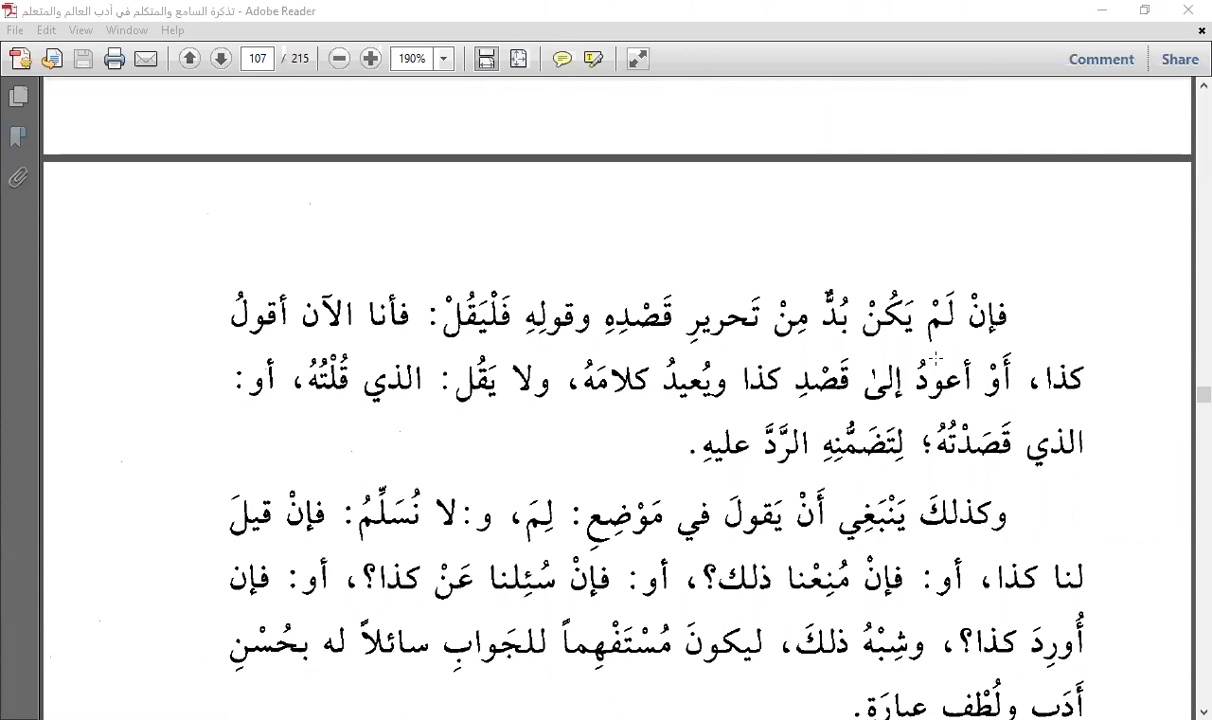 تذكرة السامع والمتكلم في أدب العالم والمتعلم - Adobe Reader
File Edit View Window Help
107 / 215 190% Comment Share
فإنْ لَمْ يَكُنْ بُدٌّ مِنْ تَحريرِ قَصْدِهِ وقولِهِ فَلْيَقُلْ: فأنا الآن أقولُ
كذا، أَوْ أعودُ إلىٰ قَصْدِ كذا ويُعيدُ كلامَهُ، ولا يَقُل: الذي قُلْتُهُ، أو:
الذي قَصَدْتُهُ؛ لِتَضَمُّنِهِ الرَّدَّ عليهِ.
وكذلكَ يَنْبَغِي أَنْ يَقولَ في مَوْضِعِ: لِمَ، و:لا نُسَلِّمُ: فإنْ قيلَ
لنا كذا، أو: فإنْ مُنِعْنا ذلك؟، أو: فإنْ سُئِلنا عَنْ كذا؟، أو: فإن
أُورِدَ كذا؟، وشِبْهُ ذلكَ، ليكونَ مُسْتَفْهِماً للجَوابِ سائلاً له بحُسْنِ
أَدَبٍ ولُطْفِ عبارَةٍ.